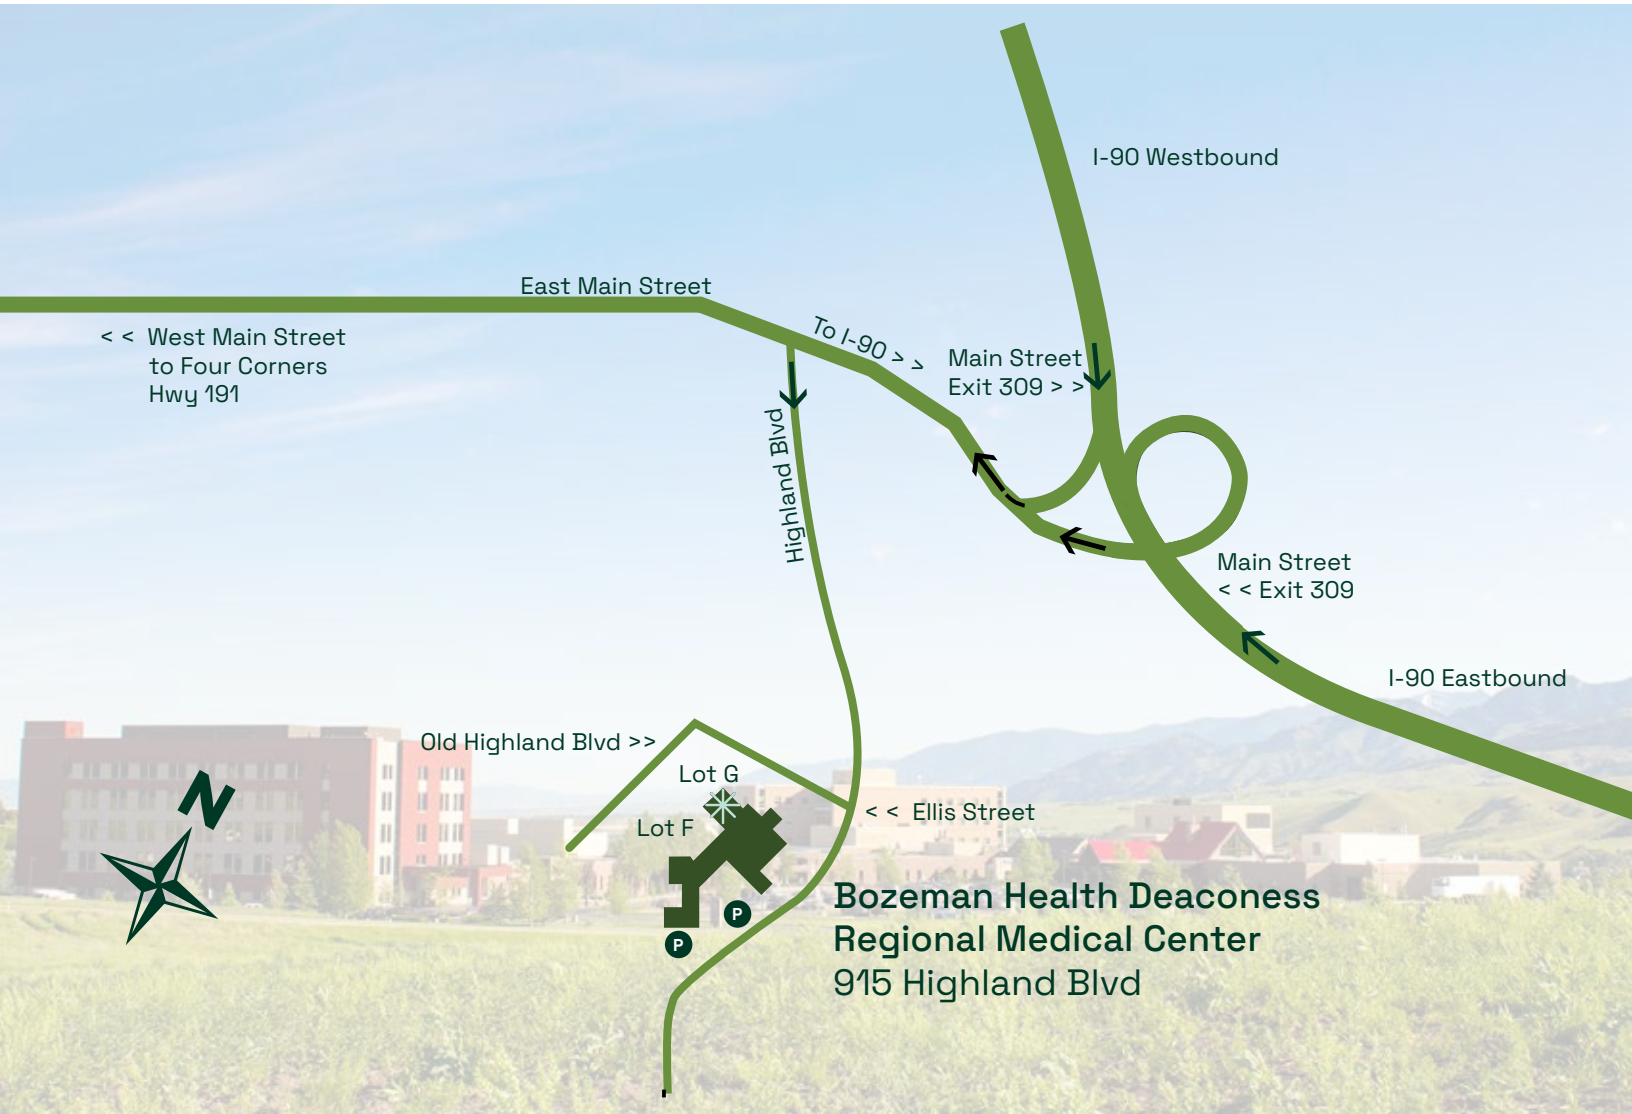 I-90 Westbound
East Main Street
<< West Main Street
to Four Corners
Hwy 191
To I-90 > >
Main Street
Exit 309 > >
Highland Blvd
Main Street
< < Exit 309
I-90 Eastbound
Old Highland Blvd >>
Lot G
N
<< Ellis Street
Lot F
Bozeman Health Deaconess
Regional Medical Center
915 Highland Blvd
P
P